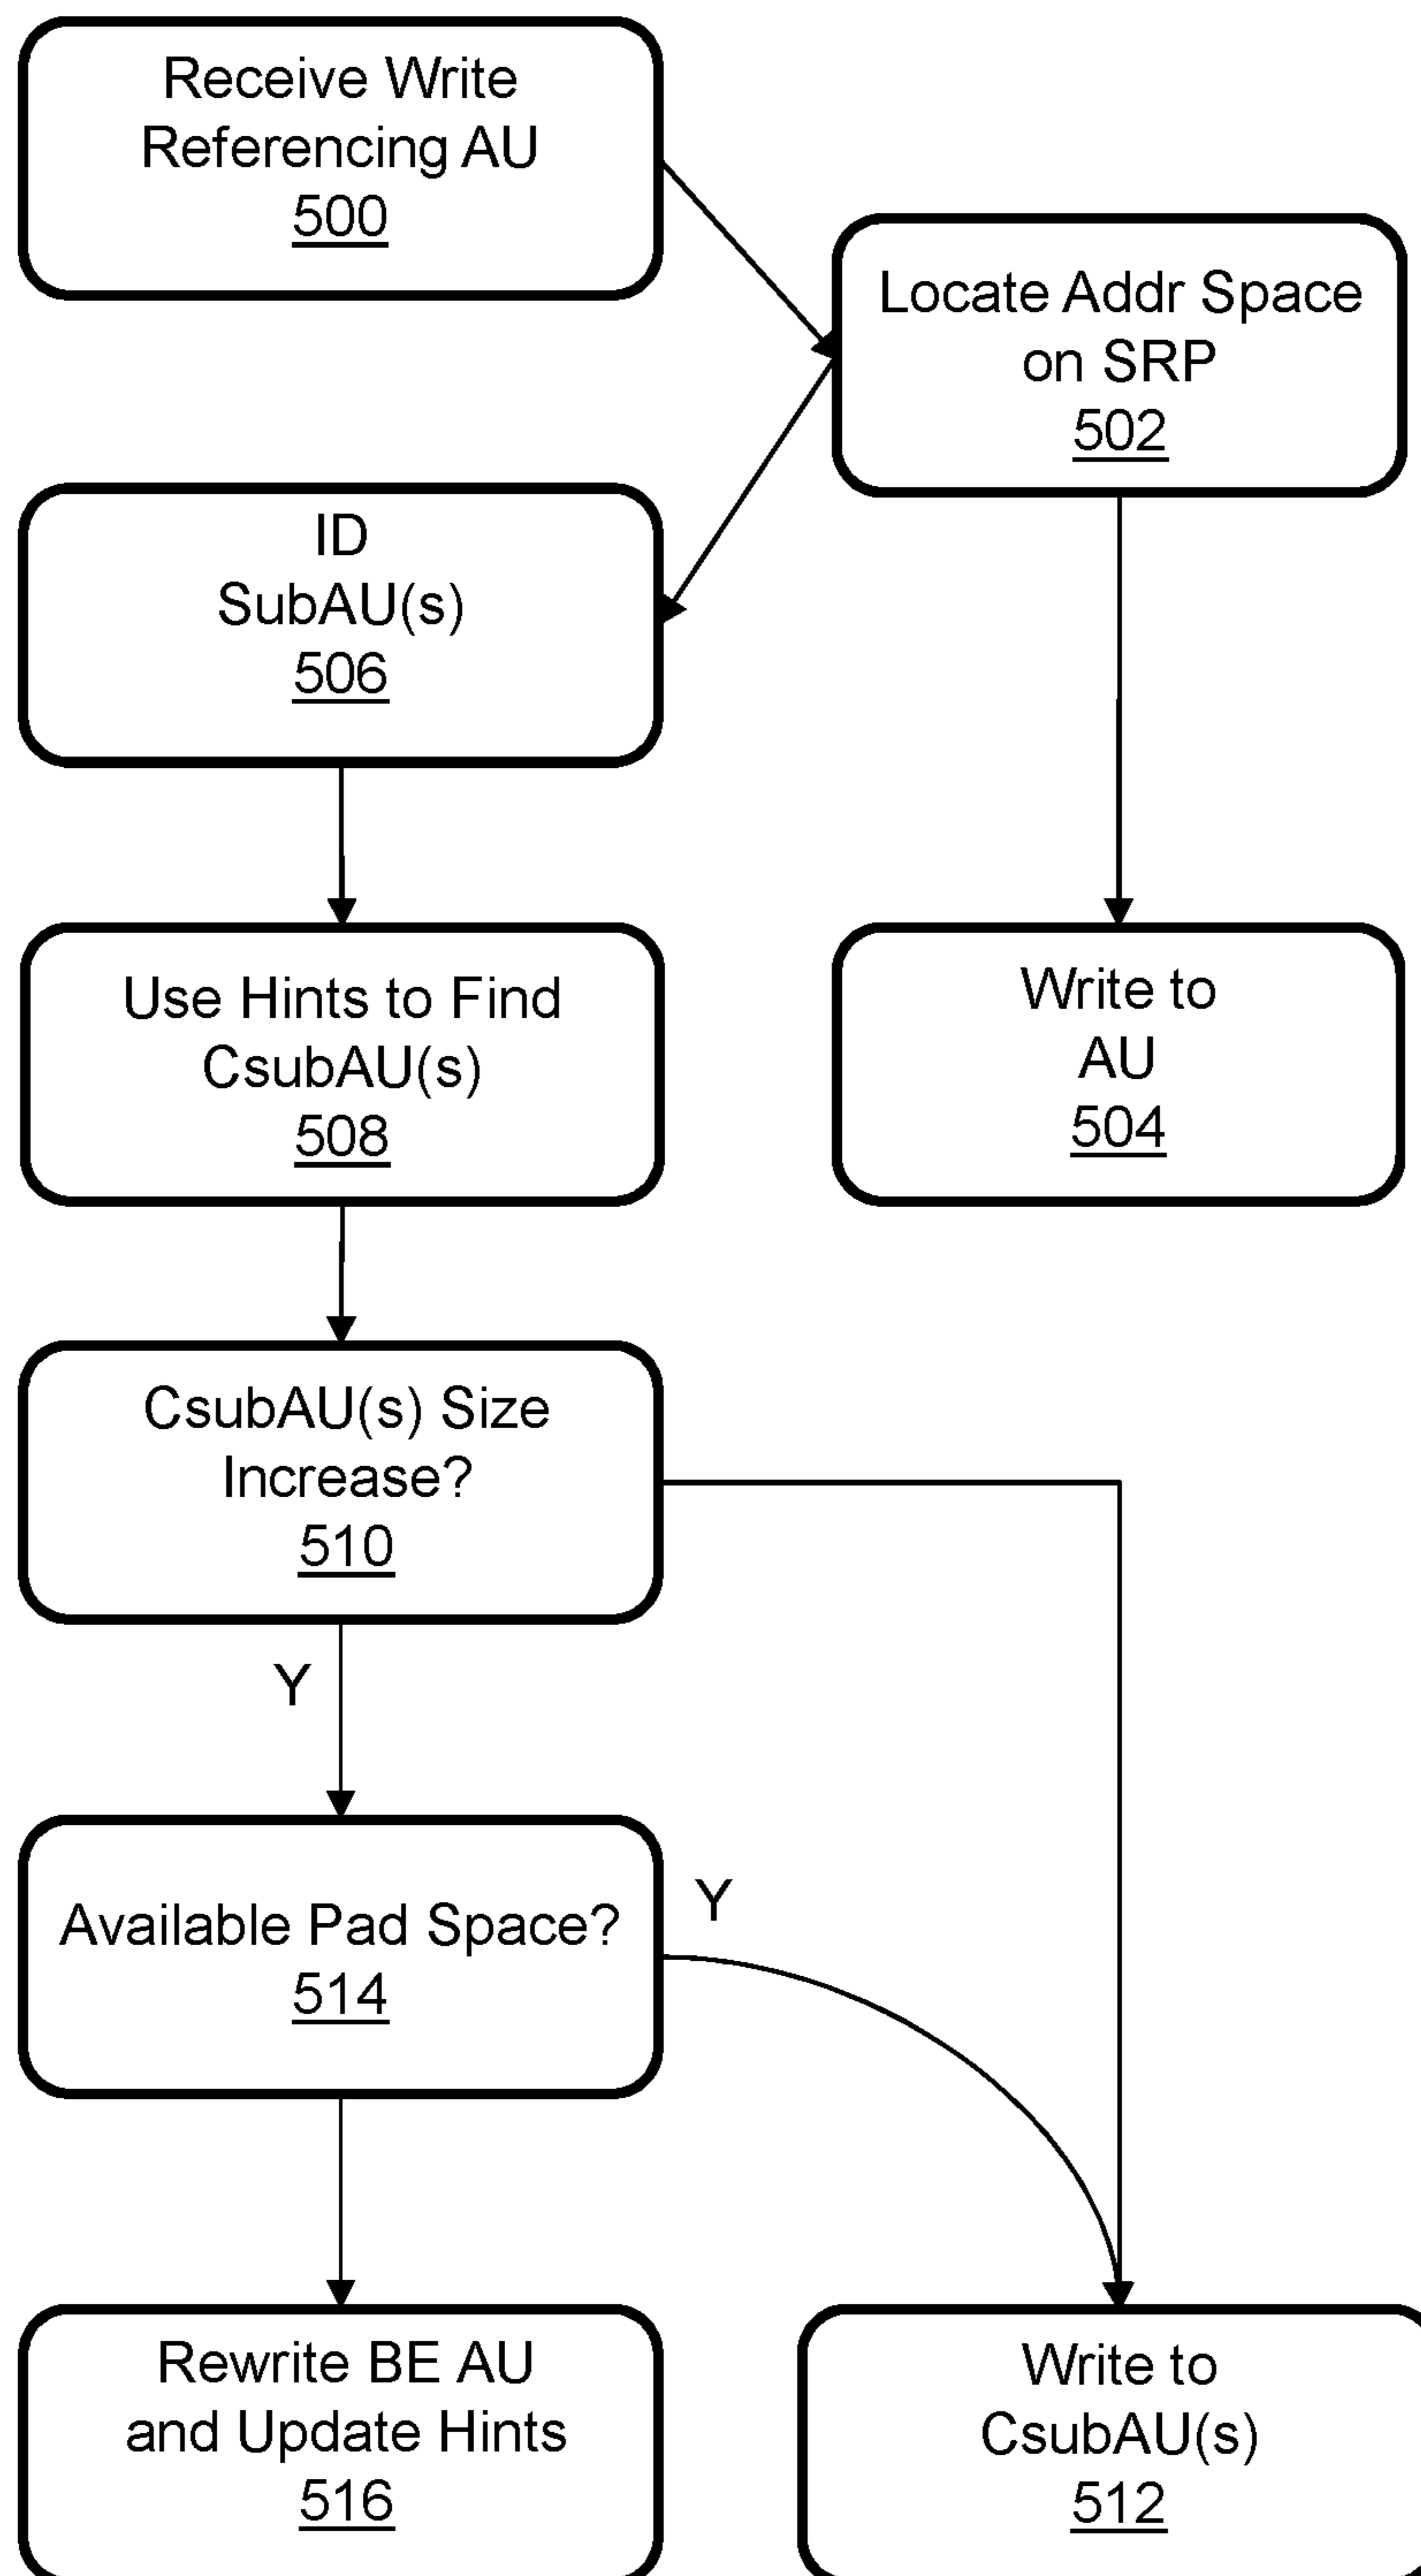 Receive Write
Referencing AU
500
Locate Addr Space
on SRP
502
ID
SubAU(s)
506
Use Hints to Find
CsubAU(s)
508
Write to
AU
504
CsubAU(s) Size
Increase?
510
Y
Available Pad Space?
514
Y
Rewrite BE AU
and Update Hints
516
Write to
CsubAU(s)
512